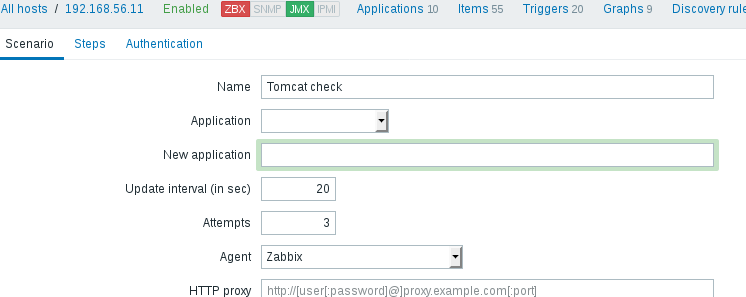 All hosts / 192.168.56.11 Enabled ZBX SNMP JMX IPMI Applications 10 Items 55 Triggers 20 Graphs 9 Discovery rule
Scenario Steps Authentication
Name Tomcat check
Application
New application
Update interval (in sec) 20
Attempts 3
Agent Zabbix
HTTP proxy http://[user[:password]@]proxy.example.com[:port]